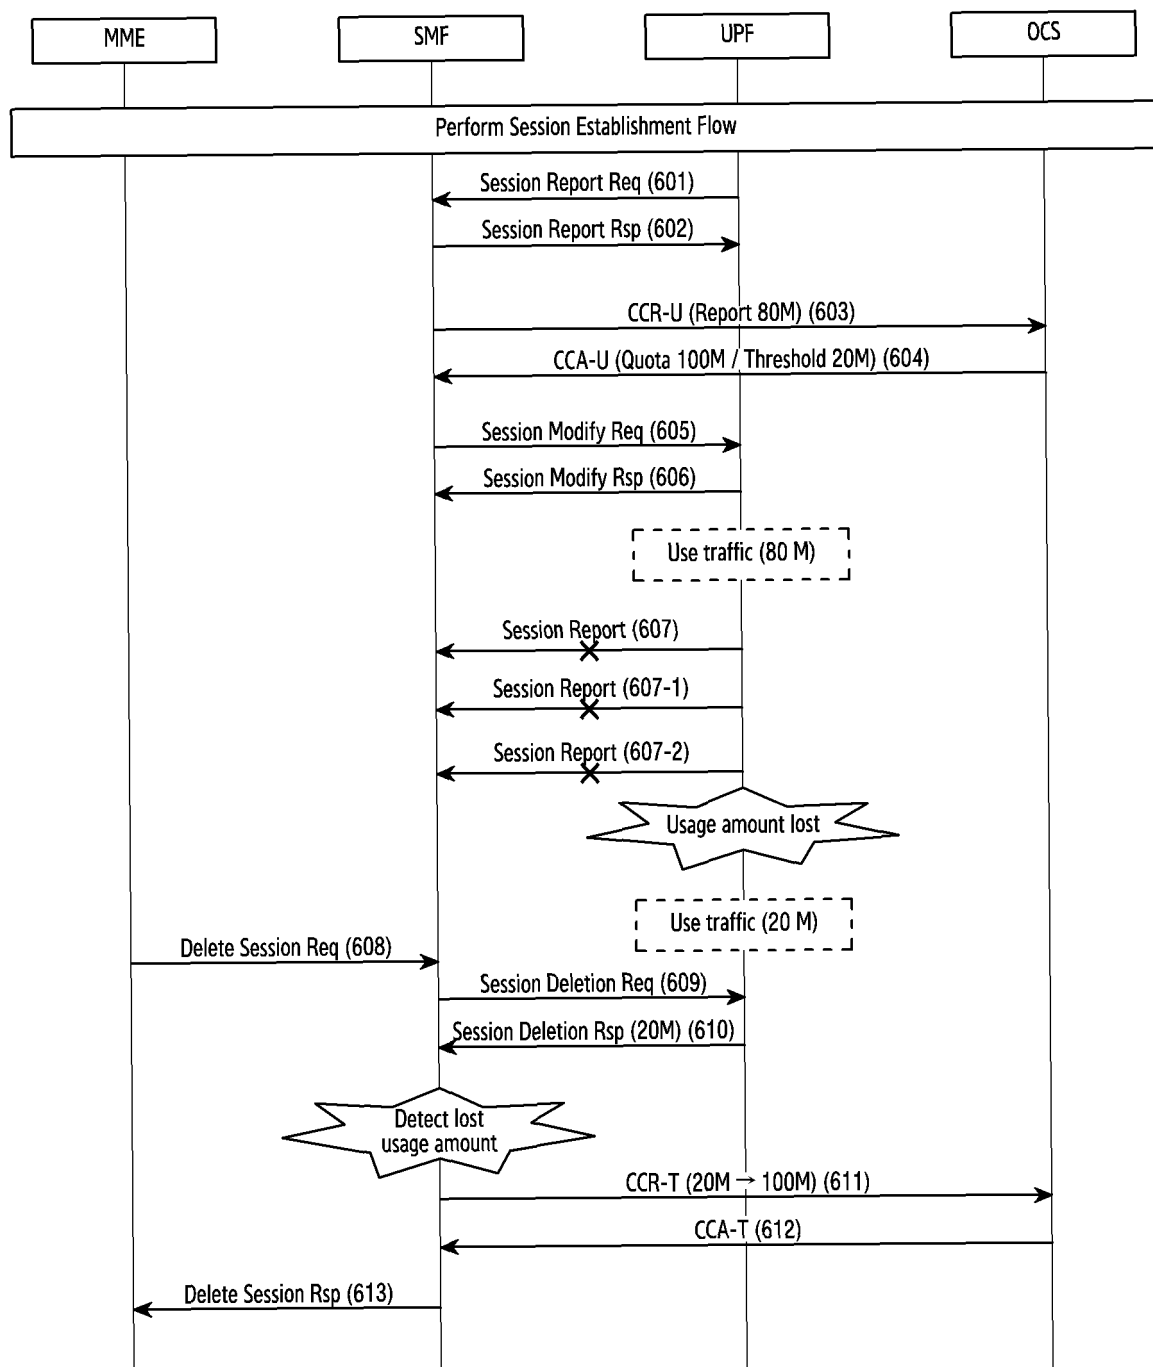 MME
SMF
UPF
OCS
Perform Session Establishment Flow
Session Report Req (601)
Session Report Rsp (602)
CCR-U (Report 80M) (603)
CCA-U (Quota 100M / Threshold 20M) (604)
Session Modify Req (605)
Session Modify Rsp (606)
Use traffic (80 M)
Session Report (607)
Session Report (607-1)
Session Report (607-2)
Usage amount lost
Use traffic (20 M)
Delete Session Req (608)
Session Deletion Req (609)
Session Deletion Rsp (20M) (610)
Detect lost
usage amount
CCR-T (20M → 100M) (611)
CCA-T (612)
Delete Session Rsp (613)